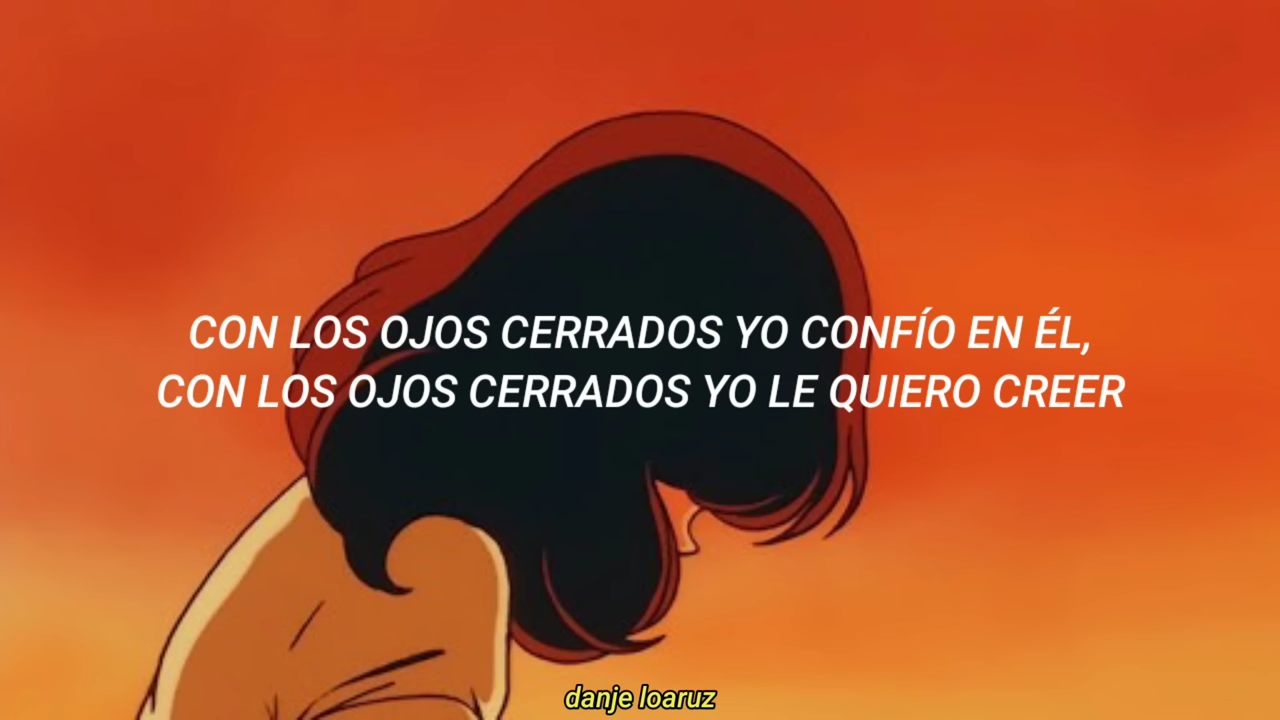 CON LOS OJOS CERRADOS YO CONFÍO EN ÉL,
CON LOS OJOS CERRADOS YO LE QUIERO CREER
danje loaruz